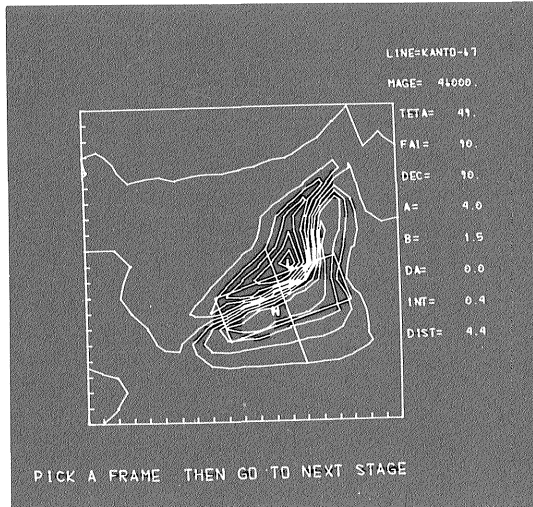 LINE=KANTO-67
MAGE= 46000.
TETA= 49.
FAI= 90.
DEC= 90.
A= 4.0
B= 1.5
DA= 0.0
INT= 0.4
DIST= 4.4
L
H
PICK A FRAME THEN GO TO NEXT STAGE